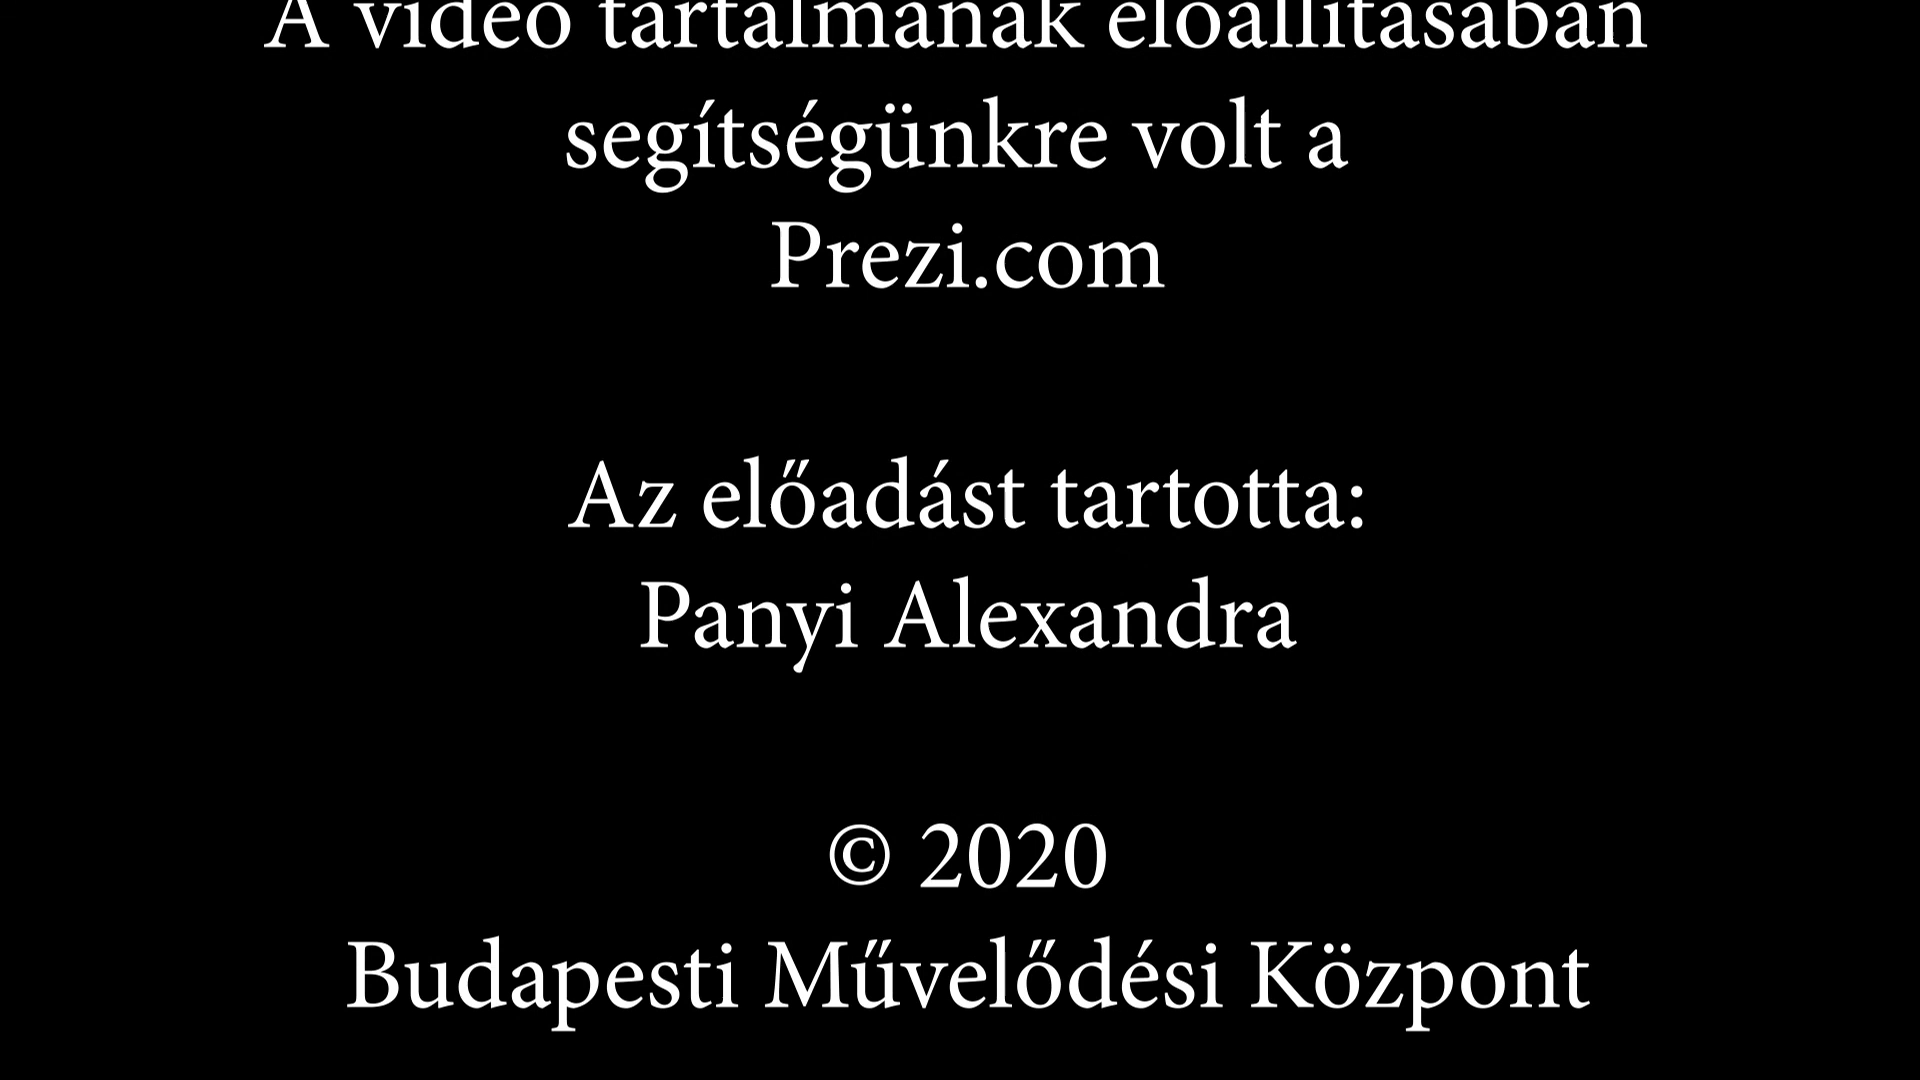 A videó tartalmának előállításában
segítségünkre volt a
Prezi.com
Az előadást tartotta:
Panyi Alexandra
© 2020
Budapesti Művelődési Központ